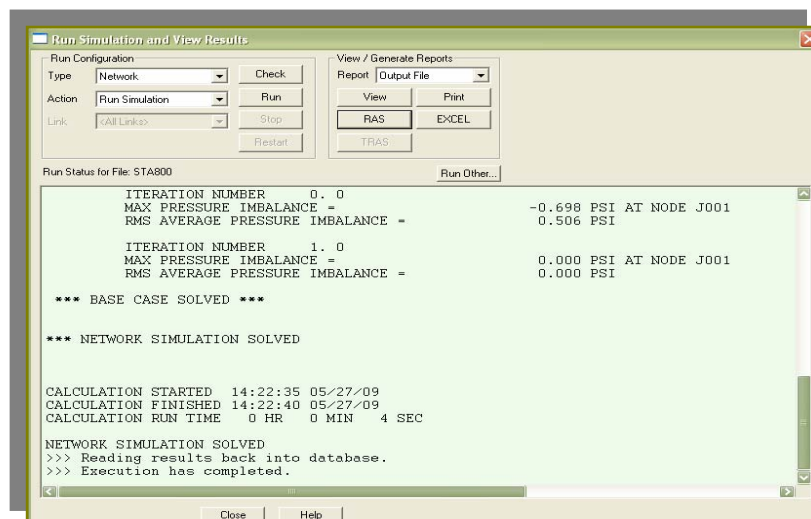 Run Simulation and View Results
Run Configuration
Type Network Check
Action Run Simulation Run
Link <All Links> Stop
Restart
View / Generate Reports
Report Output File
View Print
RAS EXCEL
TRAS
Run Status for File: STA800 Run Other...
ITERATION NUMBER 0. 0
MAX PRESSURE IMBALANCE = -0.698 PSI AT NODE J001
RMS AVERAGE PRESSURE IMBALANCE = 0.506 PSI
ITERATION NUMBER 1. 0
MAX PRESSURE IMBALANCE = 0.000 PSI AT NODE J001
RMS AVERAGE PRESSURE IMBALANCE = 0.000 PSI
*** BASE CASE SOLVED ***
*** NETWORK SIMULATION SOLVED
CALCULATION STARTED 14:22:35 05/27/09
CALCULATION FINISHED 14:22:40 05/27/09
CALCULATION RUN TIME 0 HR 0 MIN 4 SEC
NETWORK SIMULATION SOLVED
>>> Reading results back into database.
>>> Execution has completed.
Close Help